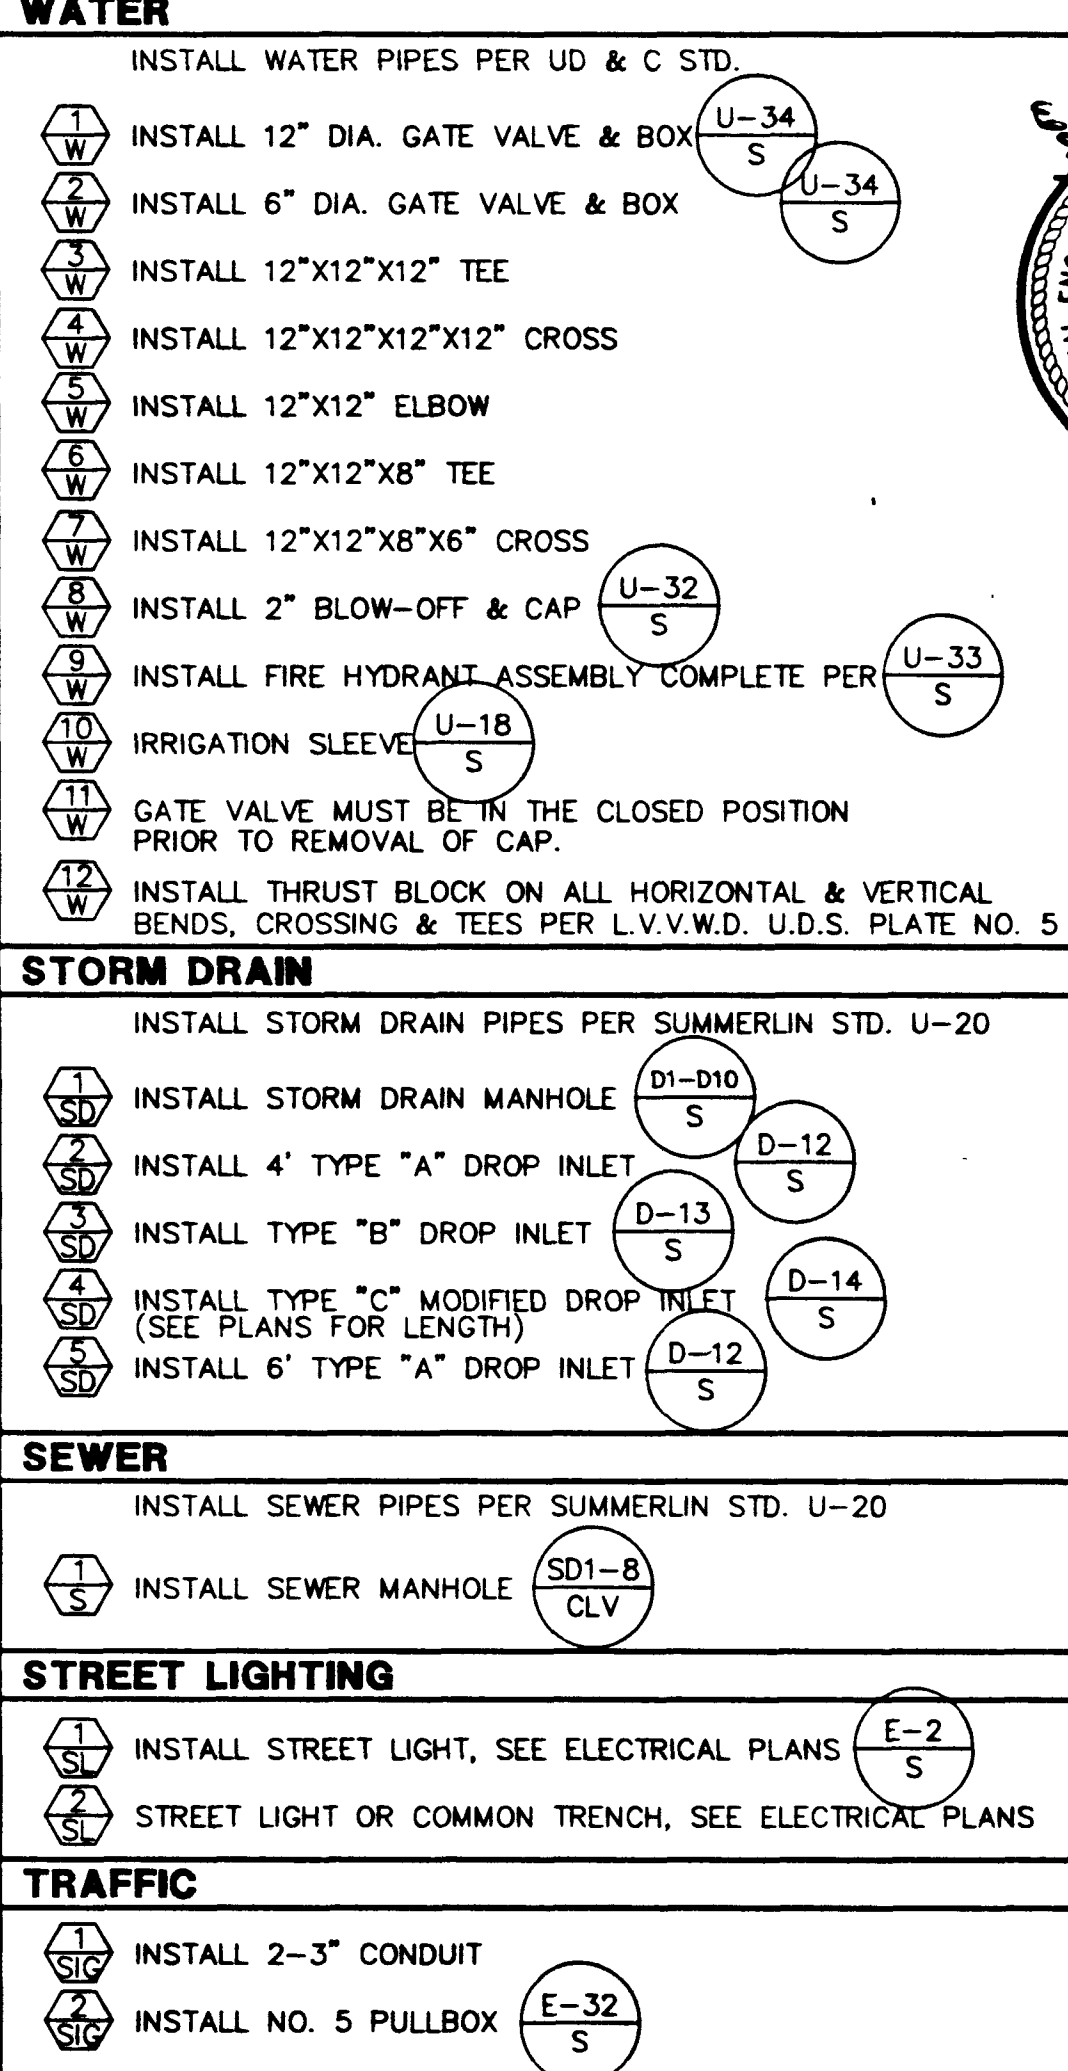 WATER
INSTALL WATER PIPES PER UD & C STD.
1 W INSTALL 12" DIA. GATE VALVE & BOX U-34 S
2 W INSTALL 6" DIA. GATE VALVE & BOX U-34 S
3 W INSTALL 12"X12"X12" TEE
4 W INSTALL 12"X12"X12"X12" CROSS
5 W INSTALL 12"X12" ELBOW
6 W INSTALL 12"X12"X8" TEE
7 W INSTALL 12"X12"X8"X6" CROSS
8 W INSTALL 2" BLOW-OFF & CAP U-32 S
9 W INSTALL FIRE HYDRANT ASSEMBLY COMPLETE PER U-33 S
10 W IRRIGATION SLEEVE U-18 S
11 W GATE VALVE MUST BE IN THE CLOSED POSITION
PRIOR TO REMOVAL OF CAP.
12 W INSTALL THRUST BLOCK ON ALL HORIZONTAL & VERTICAL
BENDS, CROSSING & TEES PER L.V.V.W.D. U.D.S. PLATE NO. 5
STORM DRAIN
INSTALL STORM DRAIN PIPES PER SUMMERLIN STD. U-20
1 SD INSTALL STORM DRAIN MANHOLE D1-D10 S
2 SD INSTALL 4' TYPE "A" DROP INLET D-12 S
3 SD INSTALL TYPE "B" DROP INLET D-13 S
4 SD INSTALL TYPE "C" MODIFIED DROP INLET D-14 S
(SEE PLANS FOR LENGTH)
5 SD INSTALL 6' TYPE "A" DROP INLET D-12 S
SEWER
INSTALL SEWER PIPES PER SUMMERLIN STD. U-20
1 S INSTALL SEWER MANHOLE SD1-8 CLV
STREET LIGHTING
1 SL INSTALL STREET LIGHT, SEE ELECTRICAL PLANS E-2 S
2 SL STREET LIGHT OR COMMON TRENCH, SEE ELECTRICAL PLANS
TRAFFIC
1 SIG INSTALL 2-3" CONDUIT
2 SIG INSTALL NO. 5 PULLBOX E-32 S